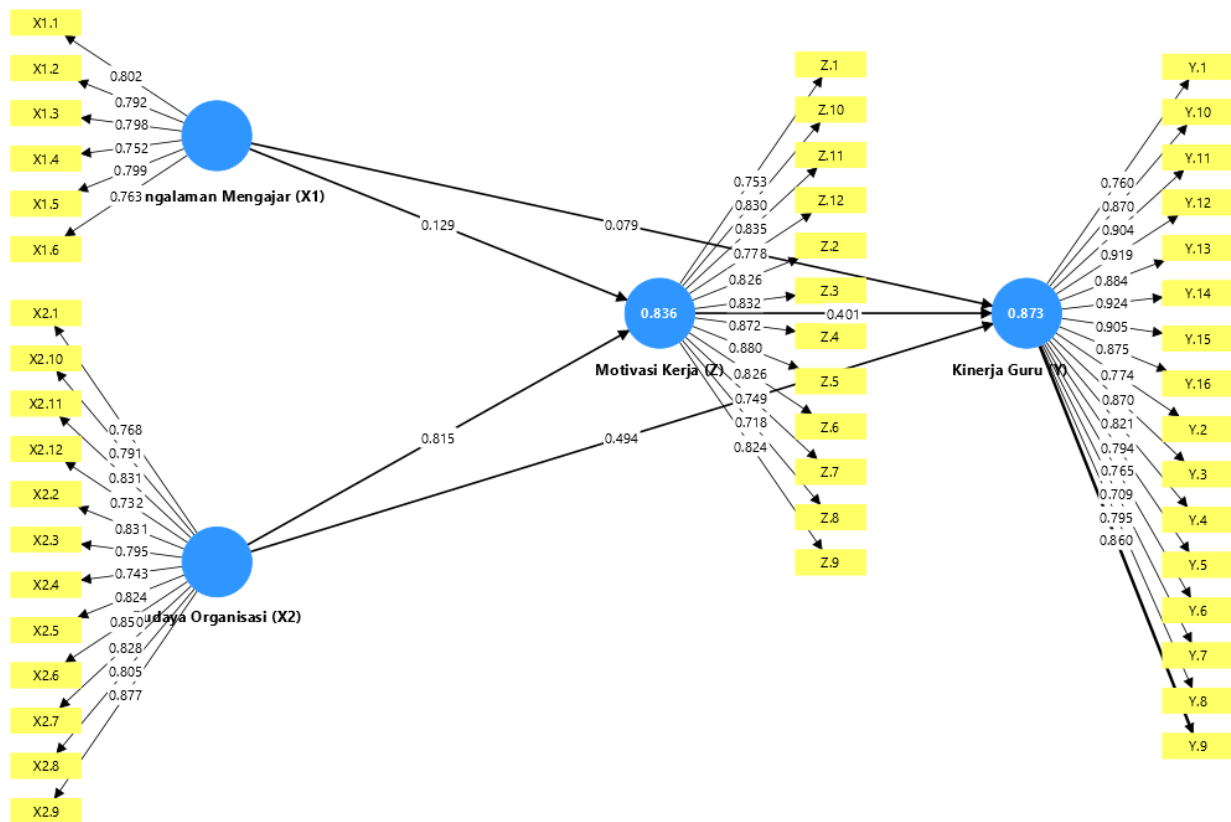 X1.1
X1.2
X1.3
X1.4
X1.5
X1.6
0.802
0.792
0.798
0.752
0.799
0.763
ngalaman Mengajar (X1)
0.129
0.079
X2.1
X2.10
X2.11
X2.12
X2.2
X2.3
X2.4
X2.5
X2.6
X2.7
X2.8
X2.9
0.768
0.791
0.831
0.732
0.831
0.795
0.743
0.824
0.850
0.828
0.805
0.877
udaya Organisasi (X2)
0.815
0.494
0.836
Motivasi Kerja (Z)
0.401
0.753
0.830
0.835
0.778
0.826
0.832
0.872
0.880
0.826
0.749
0.718
0.824
Z.1
Z.10
Z.11
Z.12
Z.2
Z.3
Z.4
Z.5
Z.6
Z.7
Z.8
Z.9
0.873
Kinerja Guru (Y)
0.760
0.870
0.904
0.919
0.884
0.924
0.905
0.875
0.774
0.870
0.821
0.794
0.765
0.709
0.795
0.860
Y.1
Y.10
Y.11
Y.12
Y.13
Y.14
Y.15
Y.16
Y.2
Y.3
Y.4
Y.5
Y.6
Y.7
Y.8
Y.9